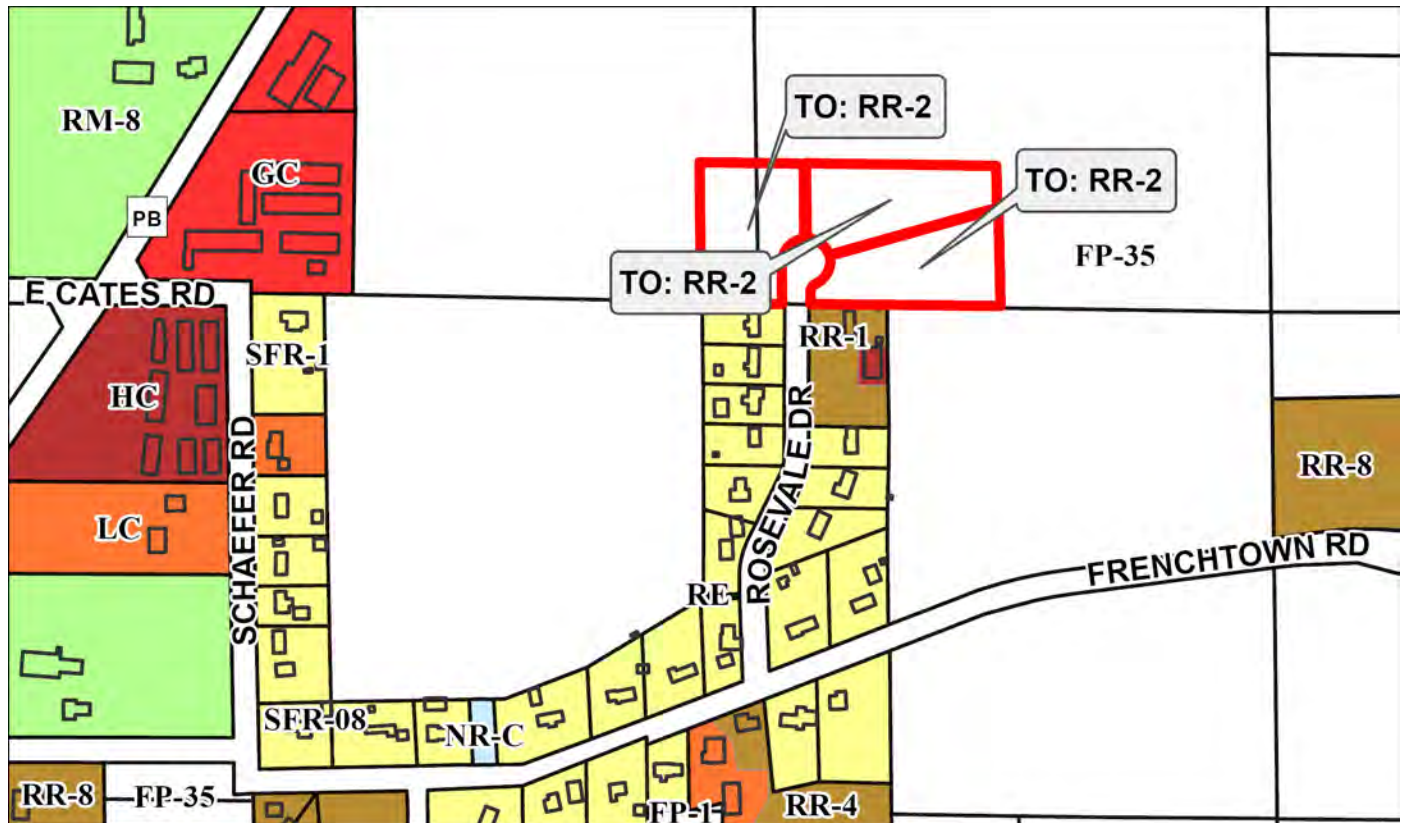 TO: RR-2
RM-8
GC
TO: RR-2
PB
FP-35
TO: RR-2
E CATES RD
RR-1
SFR-1
HC
ROSEVALE DR
RR-8
SCHAEFER RD
LC
FRENCHTOWN RD
RE
SFR-08
NR-C
RR-8
FP-35
FP-1
RR-4